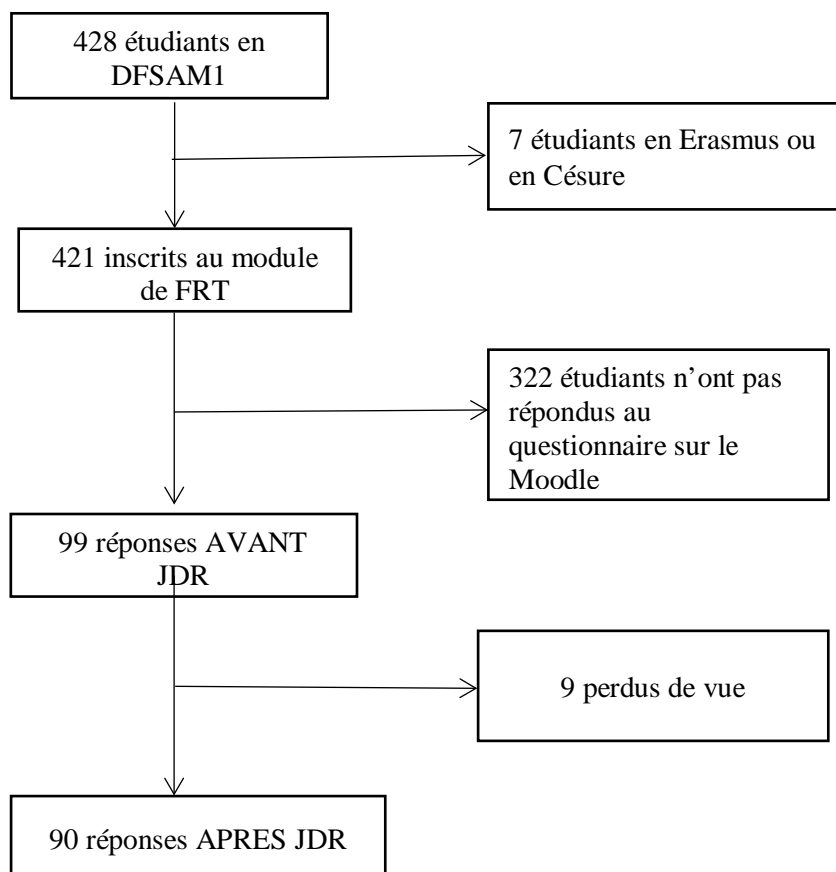 428 étudiants en
DFSAM1
7 étudiants en Erasmus ou
en Césure
421 inscrits au module
de FRT
322 étudiants n’ont pas
répondus au
questionnaire sur le
Moodle
99 réponses AVANT
JDR
9 perdus de vue
90 réponses APRES JDR